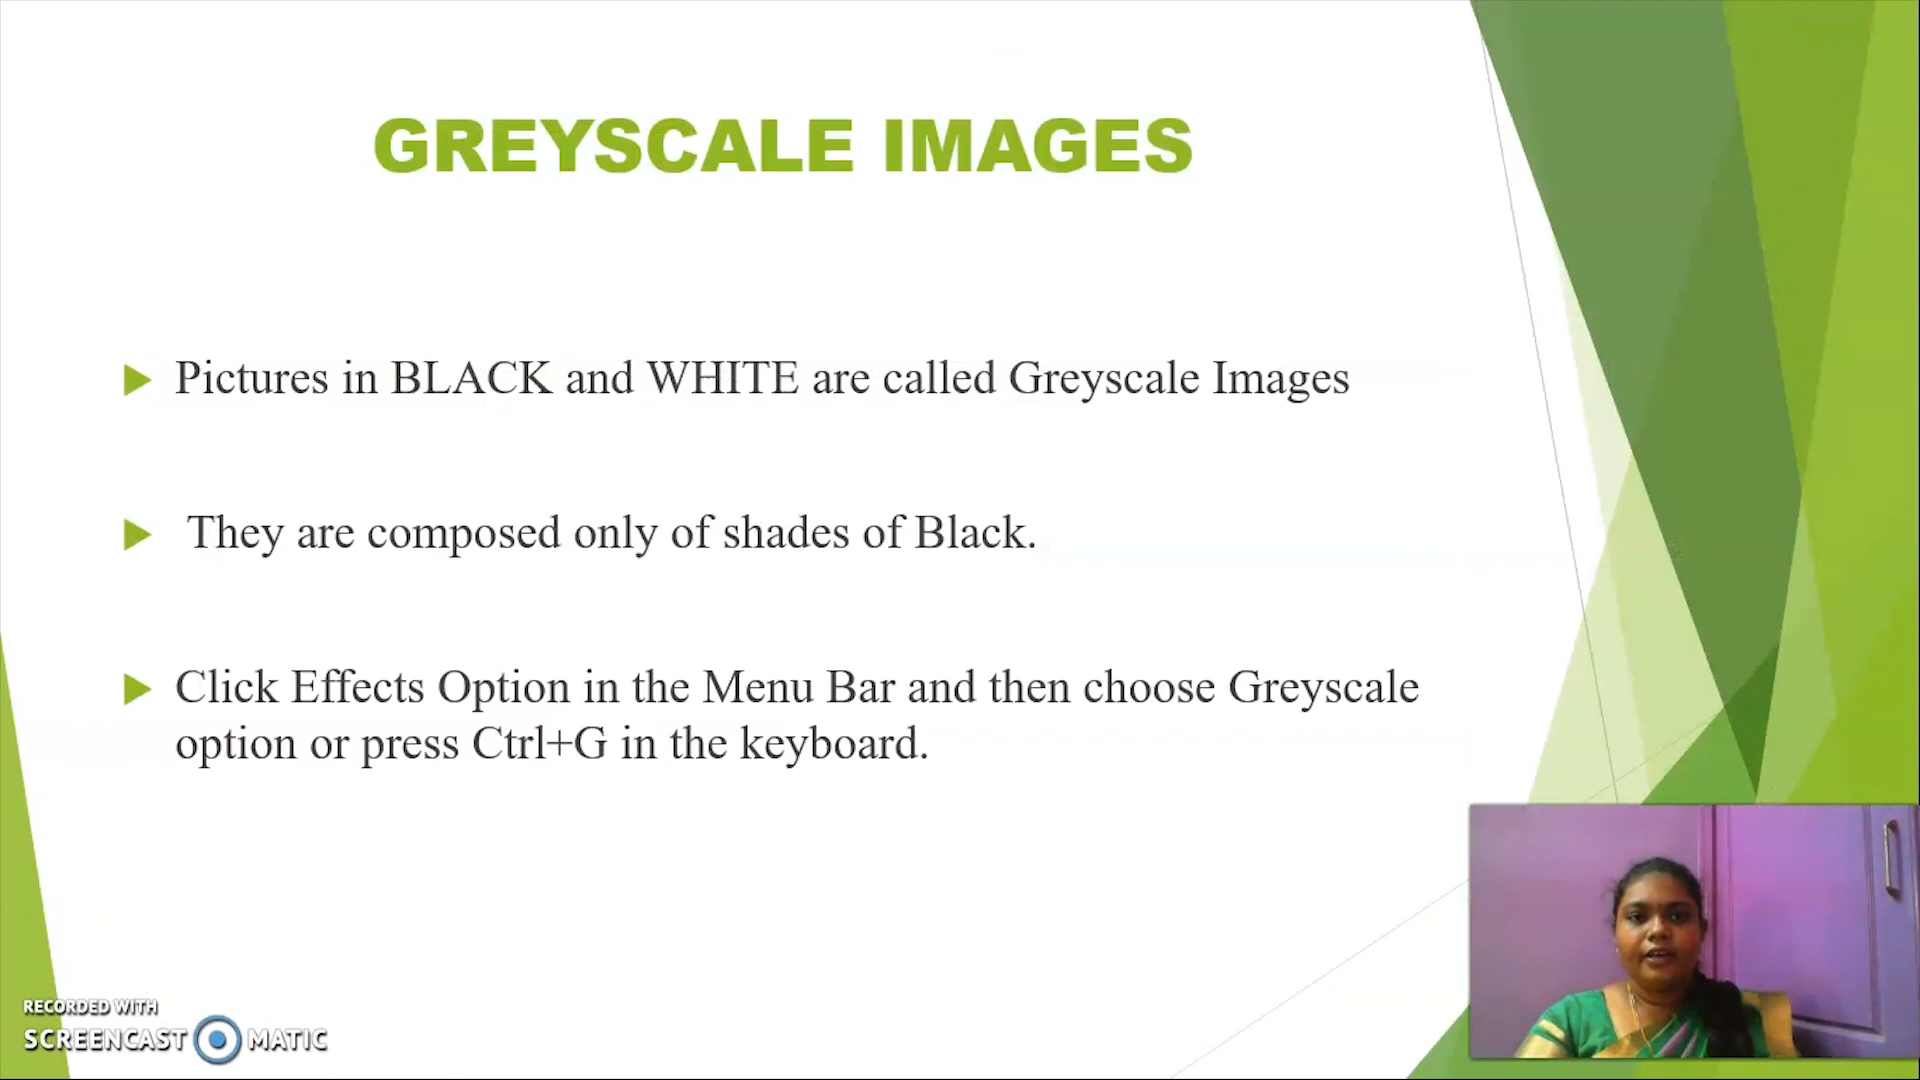 GREYSCALE IMAGES
Pictures in BLACK and WHITE are called Greyscale Images
They are composed only of shades of Black.
Click Effects Option in the Menu Bar and then choose Greyscale
option or press Ctrl+G in the keyboard.
RECORDED WITH
SCREENCAST MATIC